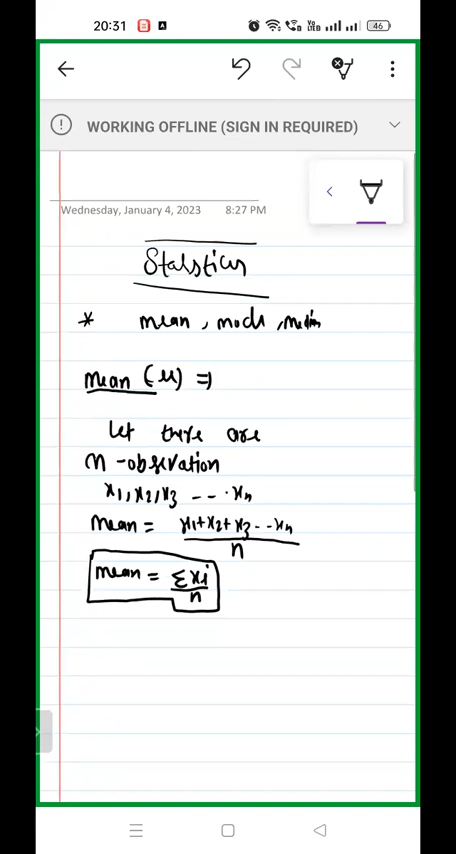 20:31 46
WORKING OFFLINE (SIGN IN REQUIRED)
Wednesday, January 4, 2023 8:27 PM
Statstics
* mean, mode, median
mean (μ) ⇒
Let there are
n-observation
x1, x2, x3 ---- xn
mean = x1+x2+x3---xn
n
mean = Σxi
n